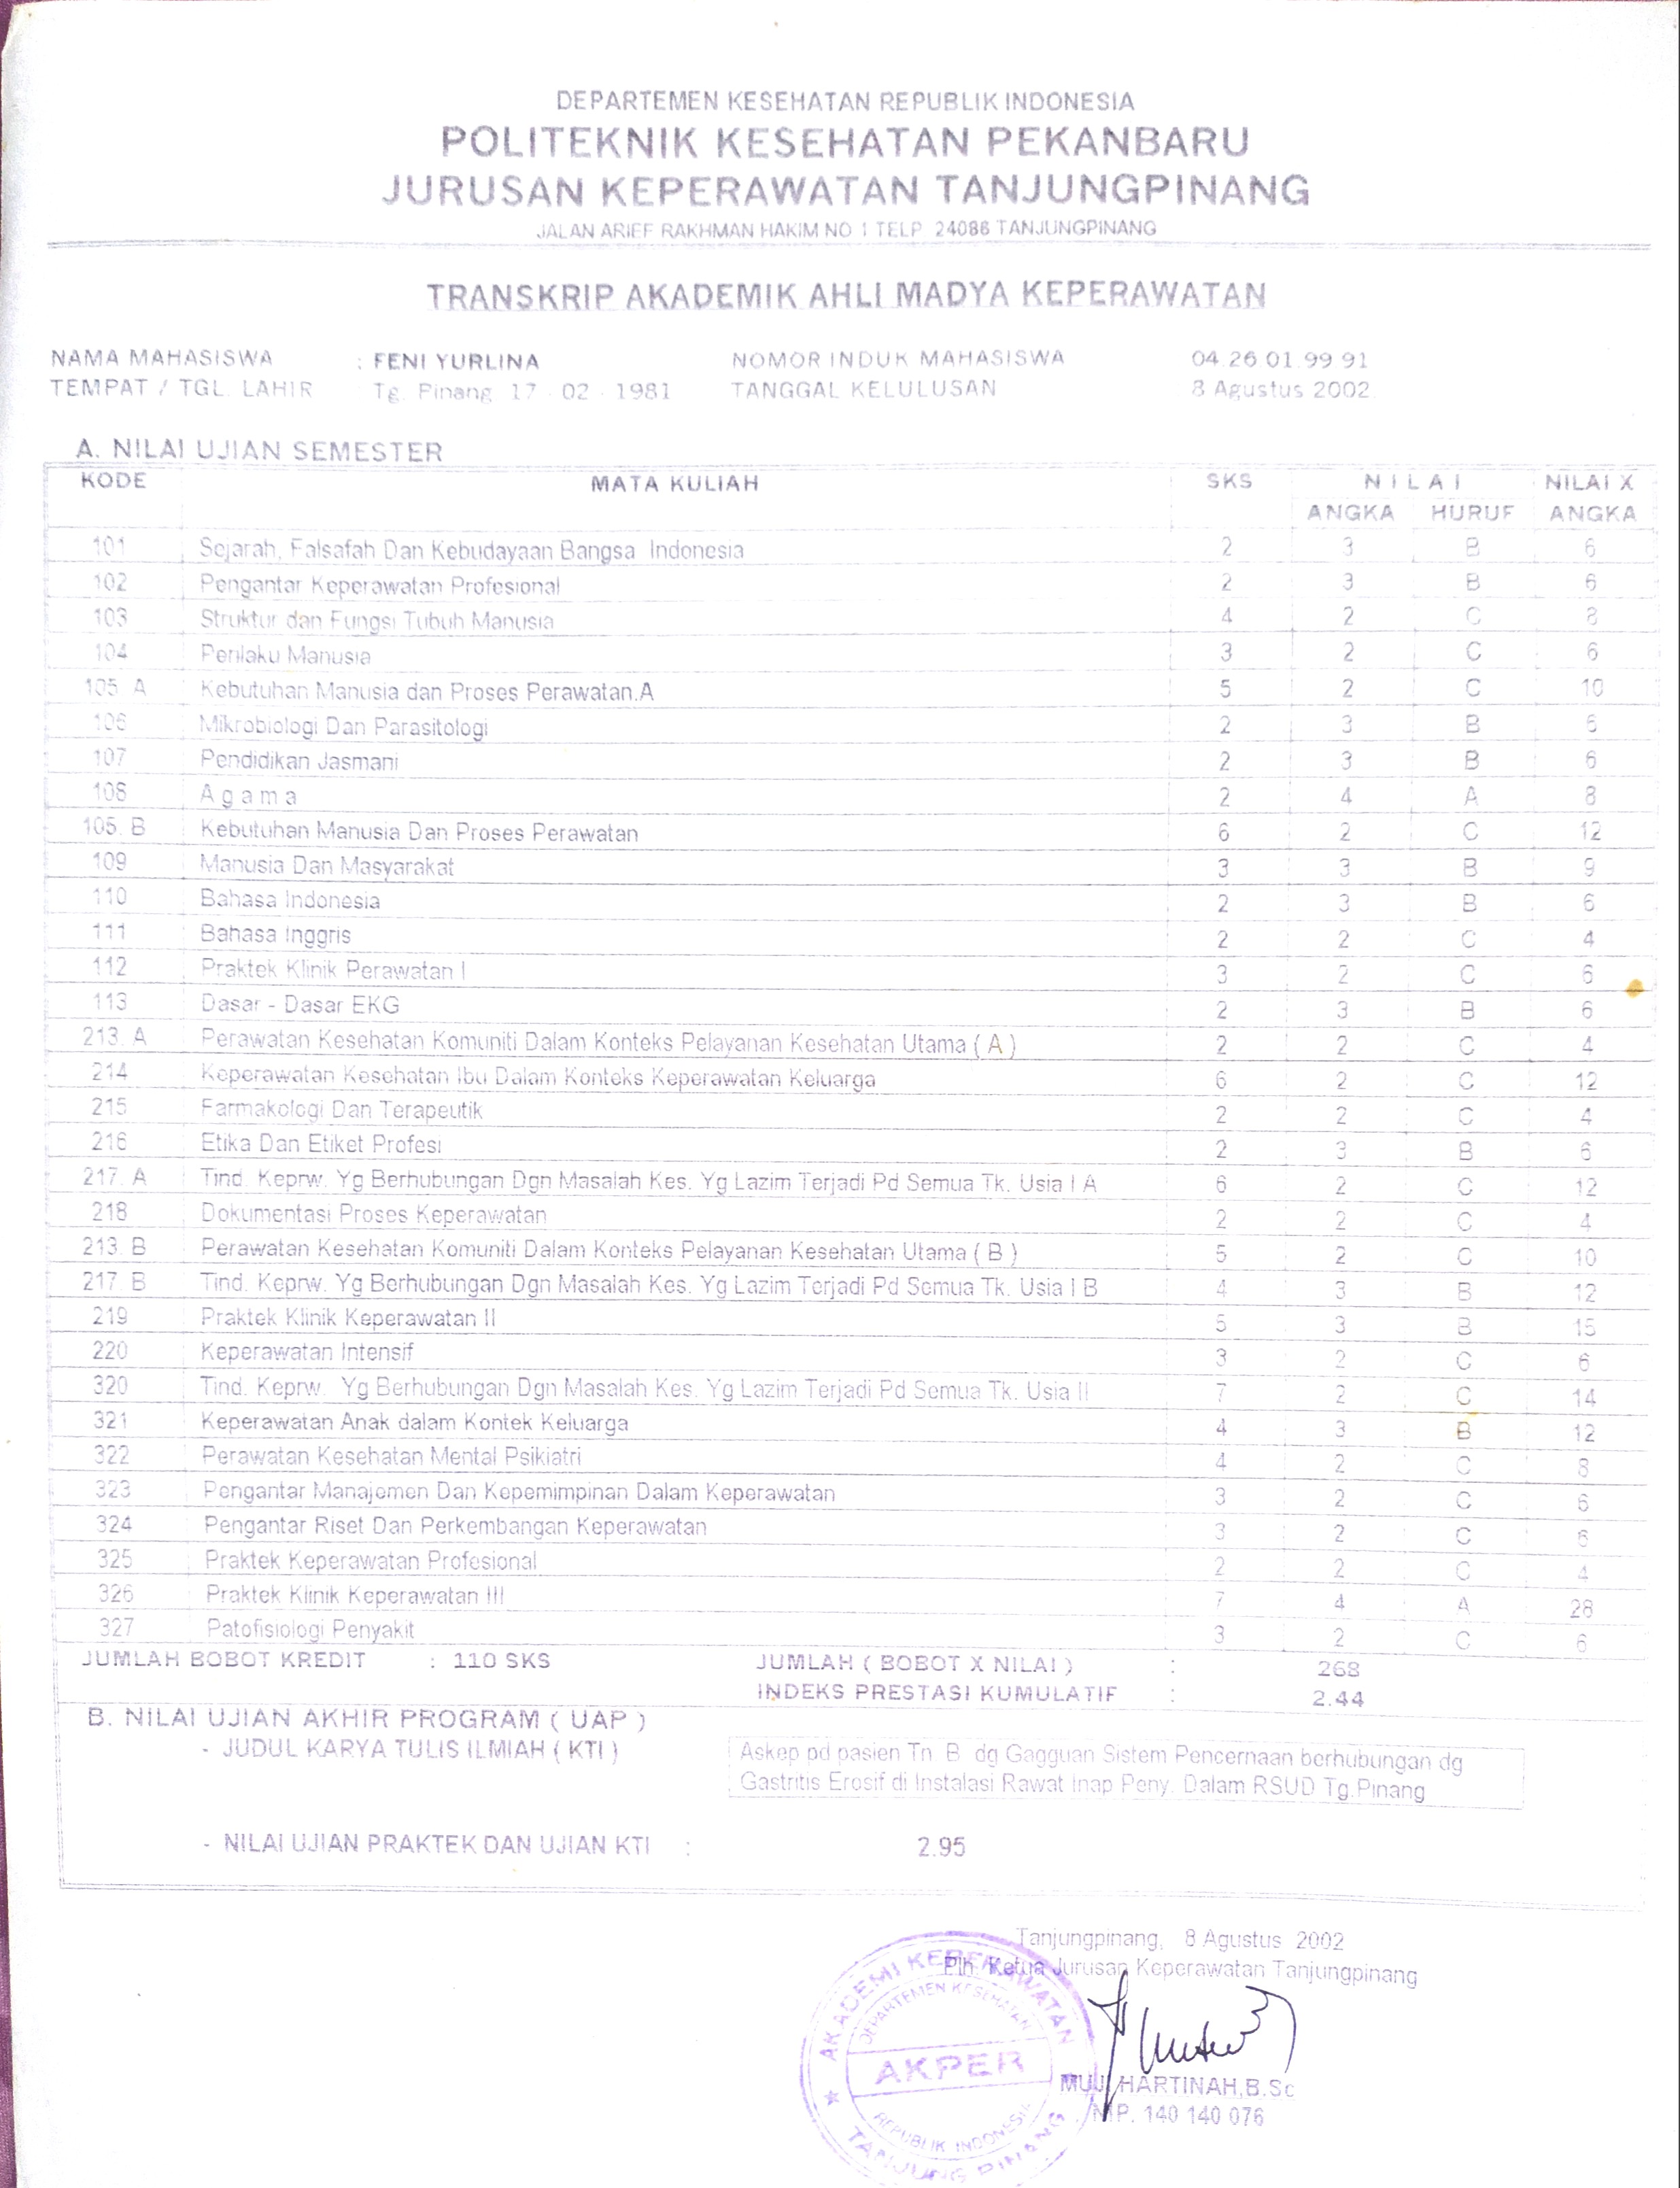 DEPARTEMEN KESEHATAN REPUBLIK INDONESIA
POLITEKNIK KESEHATAN PEKANBARU
JURUSAN KEPERAWATAN TANJUNGPINANG
JALAN ARIEF RAKHMAN HAKIM NO 1 TELP 24086 TANJUNGPINANG
TRANSKRIP AKADEMIK AHLI MADYA KEPERAWATAN
NAMA MAHASISWA : FENI YURLINA NOMOR INDUK MAHASISWA 04.26.01.99.91
TEMPAT / TGL. LAHIR Tg. Pinang 17 - 02 - 1981 TANGGAL KELULUSAN 8 Agustus 2002
A. NILAI UJIAN SEMESTER
KODE MATA KULIAH SKS N I L A I NILAI X
ANGKA HURUF ANGKA
101 Sejarah, Falsafah Dan Kebudayaan Bangsa Indonesia 2 3 B 6
102 Pengantar Keperawatan Profesional 2 3 B 6
103 Struktur dan Fungsi Tubuh Manusia 4 2 C 8
104 Perilaku Manusia 3 2 C 6
105 A Kebutuhan Manusia dan Proses Perawatan.A 5 2 C 10
106 Mikrobiologi Dan Parasitologi 2 3 B 6
107 Pendidikan Jasmani 2 3 B 6
108 A g a m a 2 4 A 8
105. B Kebutuhan Manusia Dan Proses Perawatan 6 2 C 12
109 Manusia Dan Masyarakat 3 3 B 9
110 Bahasa Indonesia 2 3 B 6
111 Bahasa Inggris 2 2 C 4
112 Praktek Klinik Perawatan I 3 2 C 6
113 Dasar - Dasar EKG 2 3 B 6
213. A Perawatan Kesehatan Komuniti Dalam Konteks Pelayanan Kesehatan Utama ( A ) 2 2 C 4
214 Keperawatan Kesehatan Ibu Dalam Konteks Keperawatan Keluarga 6 2 C 12
215 Farmakologi Dan Terapeutik 2 2 C 4
216 Etika Dan Etiket Profesi 2 3 B 6
217. A Tind. Keprw. Yg Berhubungan Dgn Masalah Kes. Yg Lazim Terjadi Pd Semua Tk. Usia I A 6 2 C 12
218 Dokumentasi Proses Keperawatan 2 2 C 4
213. B Perawatan Kesehatan Komuniti Dalam Konteks Pelayanan Kesehatan Utama ( B ) 5 2 C 10
217 B Tind. Keprw. Yg Berhubungan Dgn Masalah Kes. Yg Lazim Terjadi Pd Semua Tk. Usia I B 4 3 B 12
219 Praktek Klinik Keperawatan II 5 3 B 15
220 Keperawatan Intensif 3 2 C 6
320 Tind. Keprw. Yg Berhubungan Dgn Masalah Kes. Yg Lazim Terjadi Pd Semua Tk. Usia II 7 2 C 14
321 Keperawatan Anak dalam Kontek Keluarga 4 3 B 12
322 Perawatan Kesehatan Mental Psikiatri 4 2 C 8
323 Pengantar Manajemen Dan Kepemimpinan Dalam Keperawatan 3 2 C 6
324 Pengantar Riset Dan Perkembangan Keperawatan 3 2 C 6
325 Praktek Keperawatan Profesional 2 2 C 4
326 Praktek Klinik Keperawatan III 7 4 A 28
327 Patofisiologi Penyakit 3 2 C 6
JUMLAH BOBOT KREDIT : 110 SKS JUMLAH ( BOBOT X NILAI ) : 268
INDEKS PRESTASI KUMULATIF : 2.44
B. NILAI UJIAN AKHIR PROGRAM ( UAP )
- JUDUL KARYA TULIS ILMIAH ( KTI ) Askep pd pasien Tn B dg Gagguan Sistem Pencernaan berhubungan dg
Gastritis Erosif di Instalasi Rawat Inap Peny. Dalam RSUD Tg.Pinang
- NILAI UJIAN PRAKTEK DAN UJIAN KTI : 2.95
Tanjungpinang, 8 Agustus 2002
Plh. Ketua Jurusan Keperawatan Tanjungpinang
AKADEMI KEPERAWATAN
DEPARTEMEN KESEHATAN
AKPER
REPUBLIK INDONESIA
TANJUNG PINANG
MUJI HARTINAH,B.Sc
NIP. 140 140 076